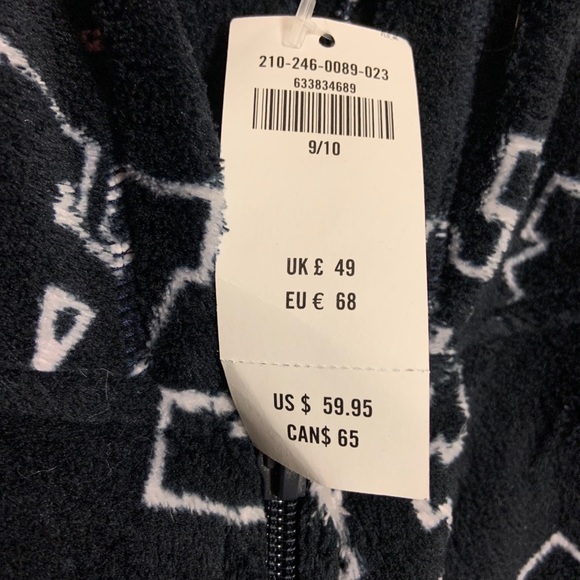 210-246-0089-023
633834689
9/10
UK £ 49
EU € 68
US $ 59.95
CAN$ 65